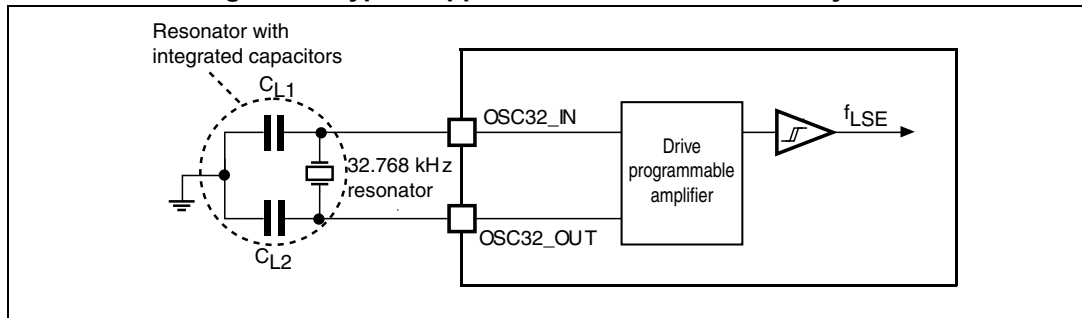 Resonator with
integrated capacitors
CL1
OSC32_IN
fLSE
Drive
programmable
amplifier
32.768 kHz
resonator
OSC32_OUT
CL2